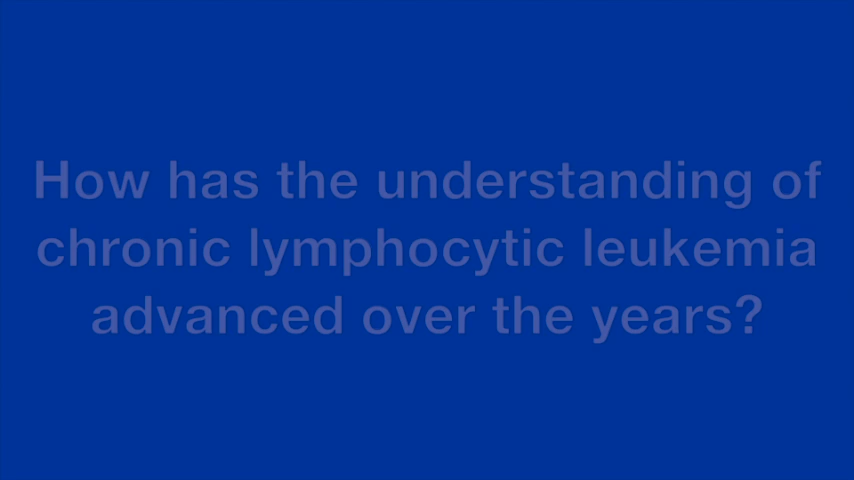 How has the understanding of
chronic lymphocytic leukemia
advanced over the years?